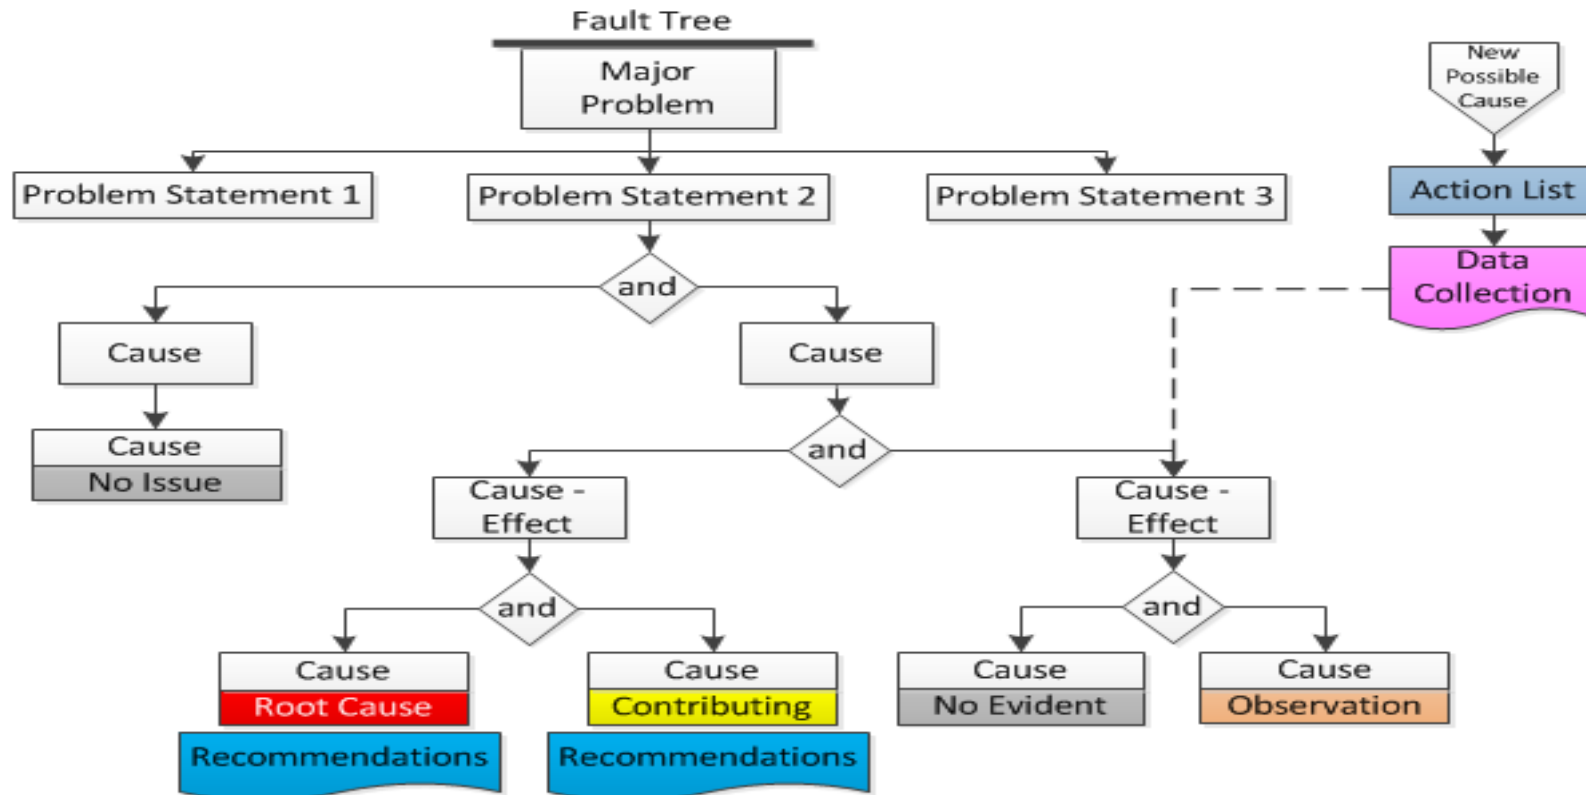 Fault Tree
Major
Problem
New
Possible
Cause
Problem Statement 1
Problem Statement 2
Problem Statement 3
Action List
Data
Collection
and
Cause
Cause
Cause
No Issue
and
Cause -
Effect
Cause -
Effect
and
and
Cause
Root Cause
Recommendations
Cause
Contributing
Recommendations
Cause
No Evident
Cause
Observation